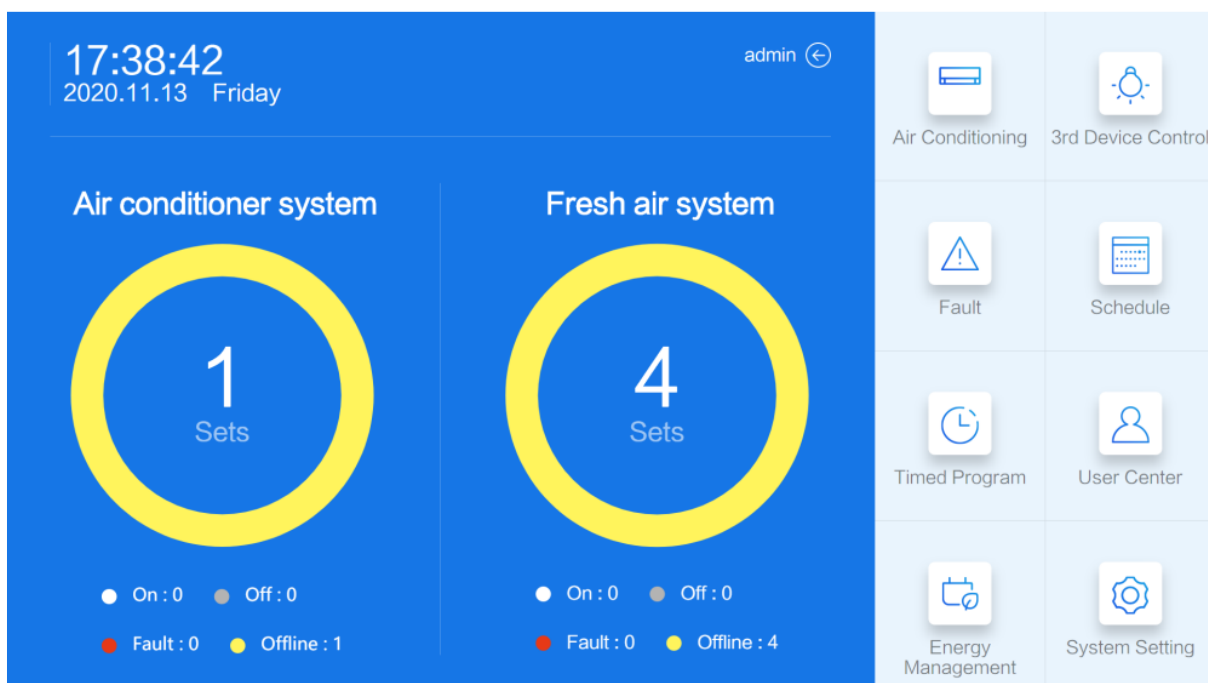 17:38:42
2020.11.13 Friday
admin
Air conditioner system
1
Sets
On : 0 Off : 0
Fault : 0 Offline : 1
Fresh air system
4
Sets
On : 0 Off : 0
Fault : 0 Offline : 4
Air Conditioning
3rd Device Control
Fault
Schedule
Timed Program
User Center
Energy
Management
System Setting